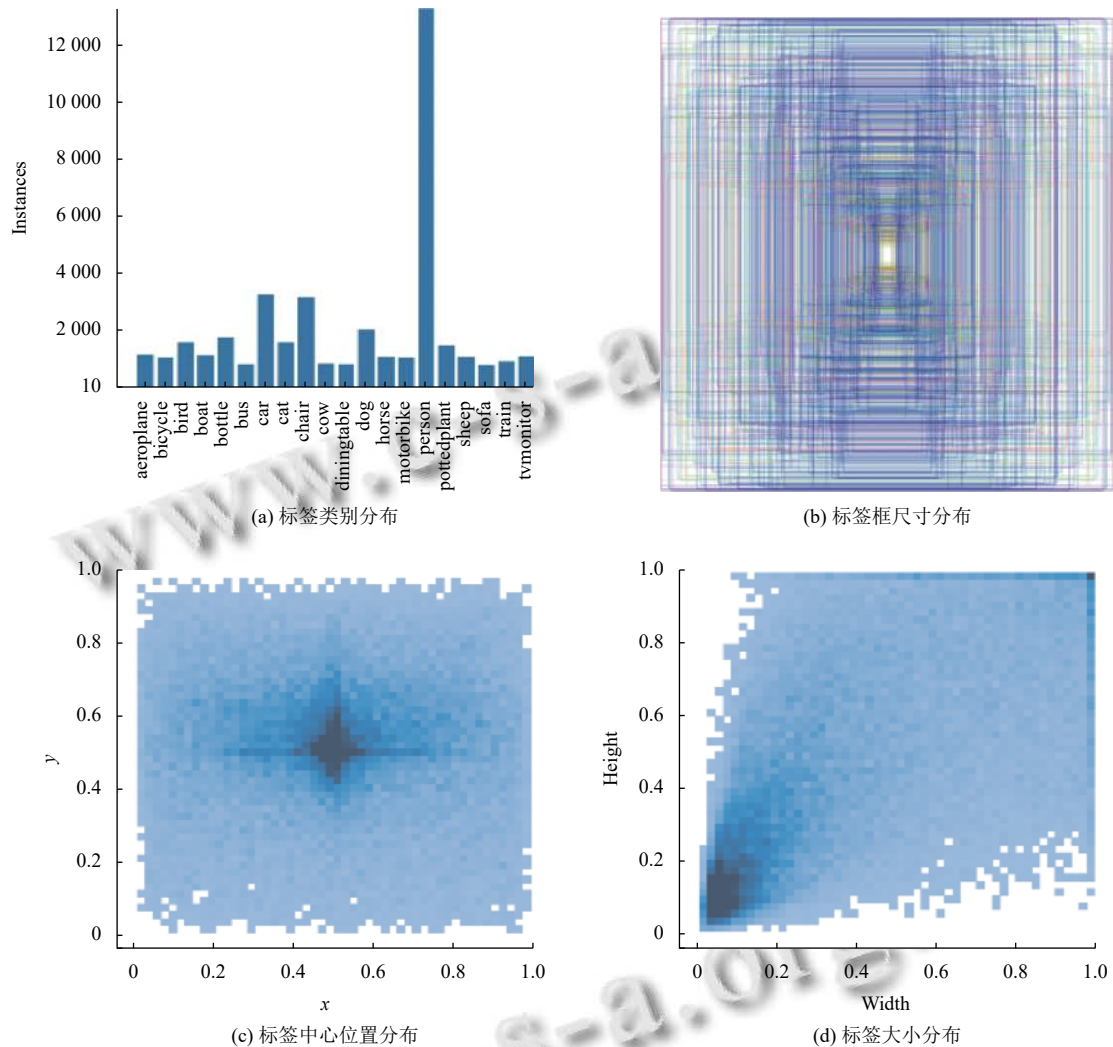 12 000
10 000
8 000
6 000
4 000
2 000
10
Instances
aeroplane
bicycle
bird
boat
bottle
bus
car
cat
chair
cow
diningtable
dog
horse
motorbike
person
pottedplant
sheep
sofa
train
tvmonitor
(a) 标签类别分布
(b) 标签框尺寸分布
1.0
0.8
0.6
0.4
0.2
0
y
0 0.2 0.4 0.6 0.8 1.0
x
(c) 标签中心位置分布
1.0
0.8
0.6
0.4
0.2
0
Height
0 0.2 0.4 0.6 0.8 1.0
Width
(d) 标签大小分布